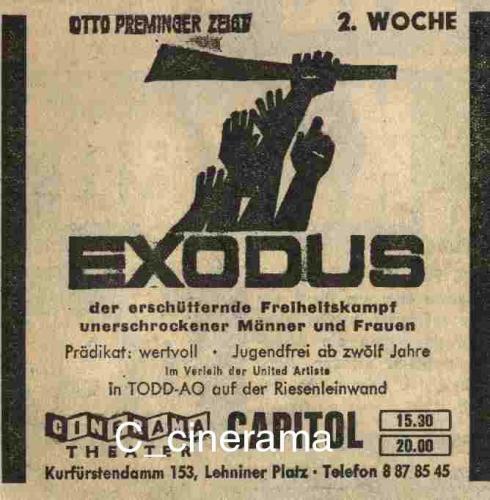 OTTO PREMINGER ZEIGT
2. WOCHE
EXODUS
der erschütternde Freiheitskampf
unerschrockener Männer und Frauen
Prädikat: wertvoll · Jugendfrei ab zwölf Jahre
Im Verleih der United Artists
in TODD-AO auf der Riesenleinwand
CINERAMA
THEATER
CAPITOL
15.30
20.00
C_cinerama
Kurfürstendamm 153, Lehniner Platz · Telefon 8 87 85 45